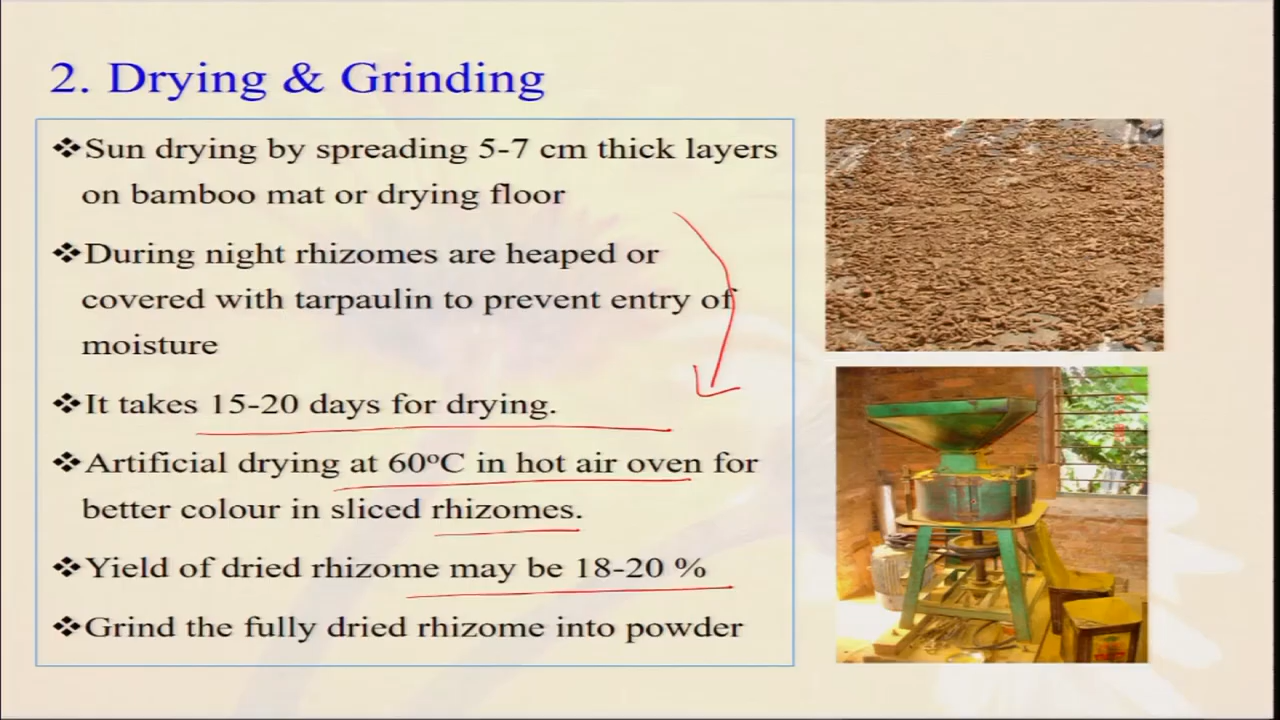 2. Drying & Grinding
❖Sun drying by spreading 5-7 cm thick layers
on bamboo mat or drying floor
❖During night rhizomes are heaped or
covered with tarpaulin to prevent entry of
moisture
❖It takes 15-20 days for drying.
❖Artificial drying at 60ºC in hot air oven for
better colour in sliced rhizomes.
❖Yield of dried rhizome may be 18-20 %
❖Grind the fully dried rhizome into powder